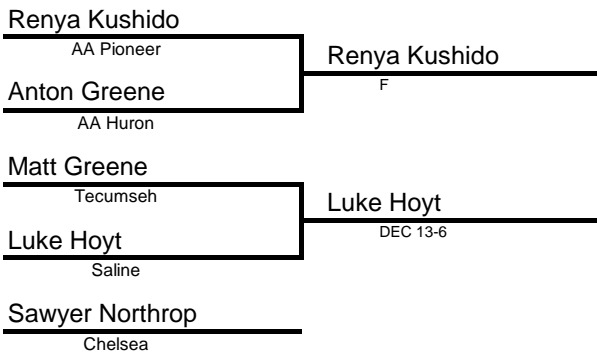 Renya Kushido
AA Pioneer
Anton Greene
AA Huron
Matt Greene
Tecumseh
Luke Hoyt
Saline
Sawyer Northrop
Chelsea
Renya Kushido
F
Luke Hoyt
DEC 13-6